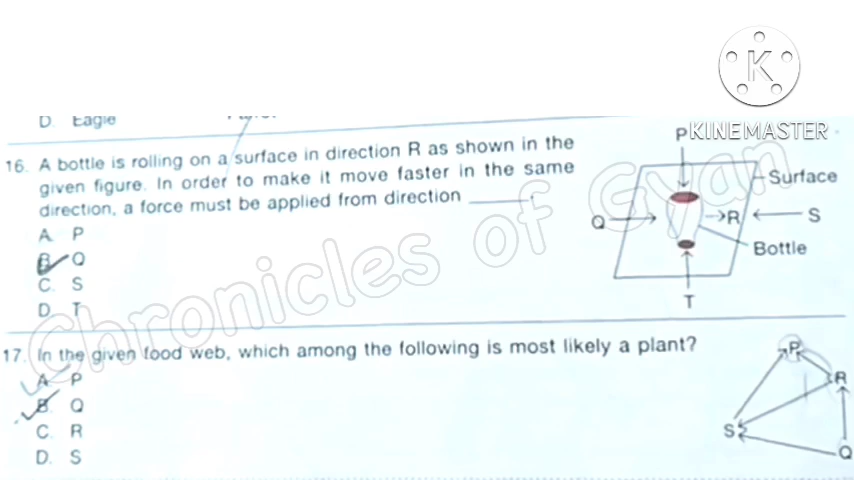 K
KINEMASTER
D. Eagle
16. A bottle is rolling on a surface in direction R as shown in the
given figure. In order to make it move faster in the same
direction, a force must be applied from direction ______.
A. P
B. Q
C. S
D. T
P
Surface
Q
R
S
Bottle
T
Chronicles of Gyan
17. In the given food web, which among the following is most likely a plant?
A. P
B. Q
C. R
D. S
P
R
S
Q